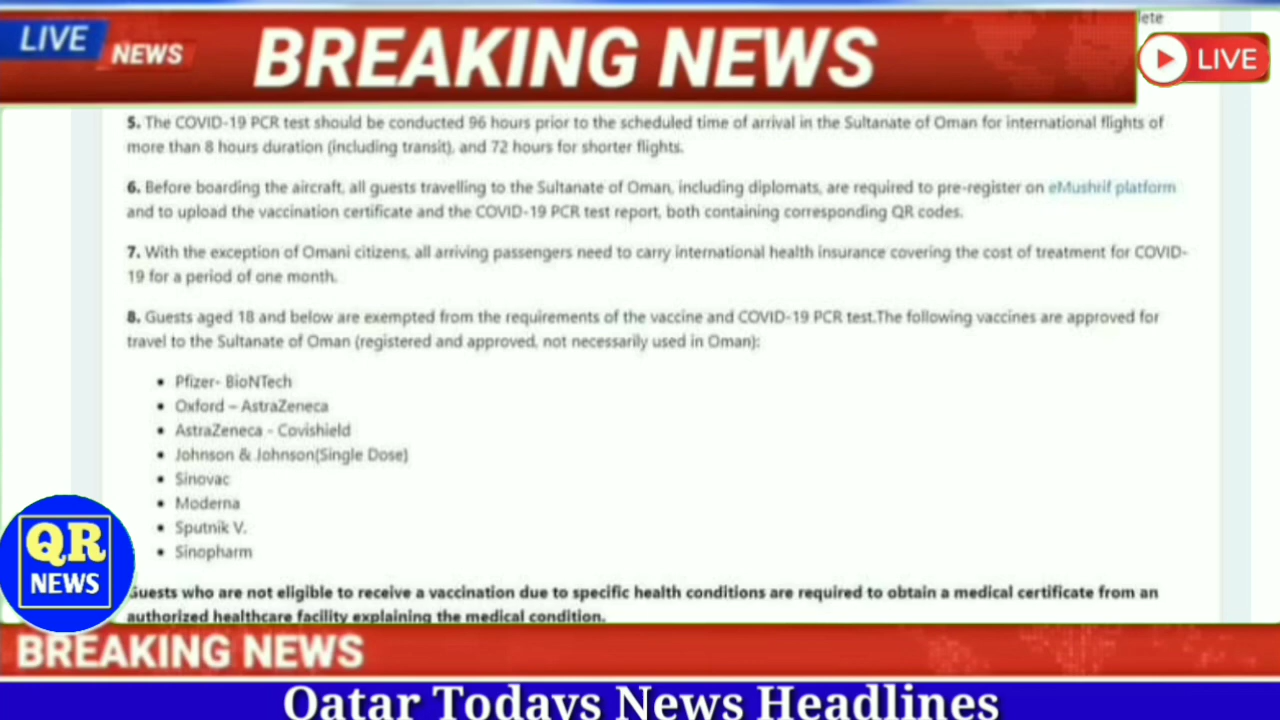 lete
LIVE
NEWS
BREAKING NEWS
LIVE
5. The COVID-19 PCR test should be conducted 96 hours prior to the scheduled time of arrival in the Sultanate of Oman for international flights of
more than 8 hours duration (including transit), and 72 hours for shorter flights.
6. Before boarding the aircraft, all guests travelling to the Sultanate of Oman, including diplomats, are required to pre-register on eMushrif platform
and to upload the vaccination certificate and the COVID-19 PCR test report, both containing corresponding QR codes.
7. With the exception of Omani citizens, all arriving passengers need to carry international health insurance covering the cost of treatment for COVID-
19 for a period of one month.
8. Guests aged 18 and below are exempted from the requirements of the vaccine and COVID-19 PCR test.The following vaccines are approved for
travel to the Sultanate of Oman (registered and approved, not necessarily used in Oman):
• Pfizer- BioNTech
• Oxford – AstraZeneca
• AstraZeneca - Covishield
• Johnson & Johnson(Single Dose)
• Sinovac
• Moderna
• Sputnik V.
• Sinopharm
QR
NEWS
Guests who are not eligible to receive a vaccination due to specific health conditions are required to obtain a medical certificate from an
authorized healthcare facility explaining the medical condition.
BREAKING NEWS
Qatar Todays News Headlines